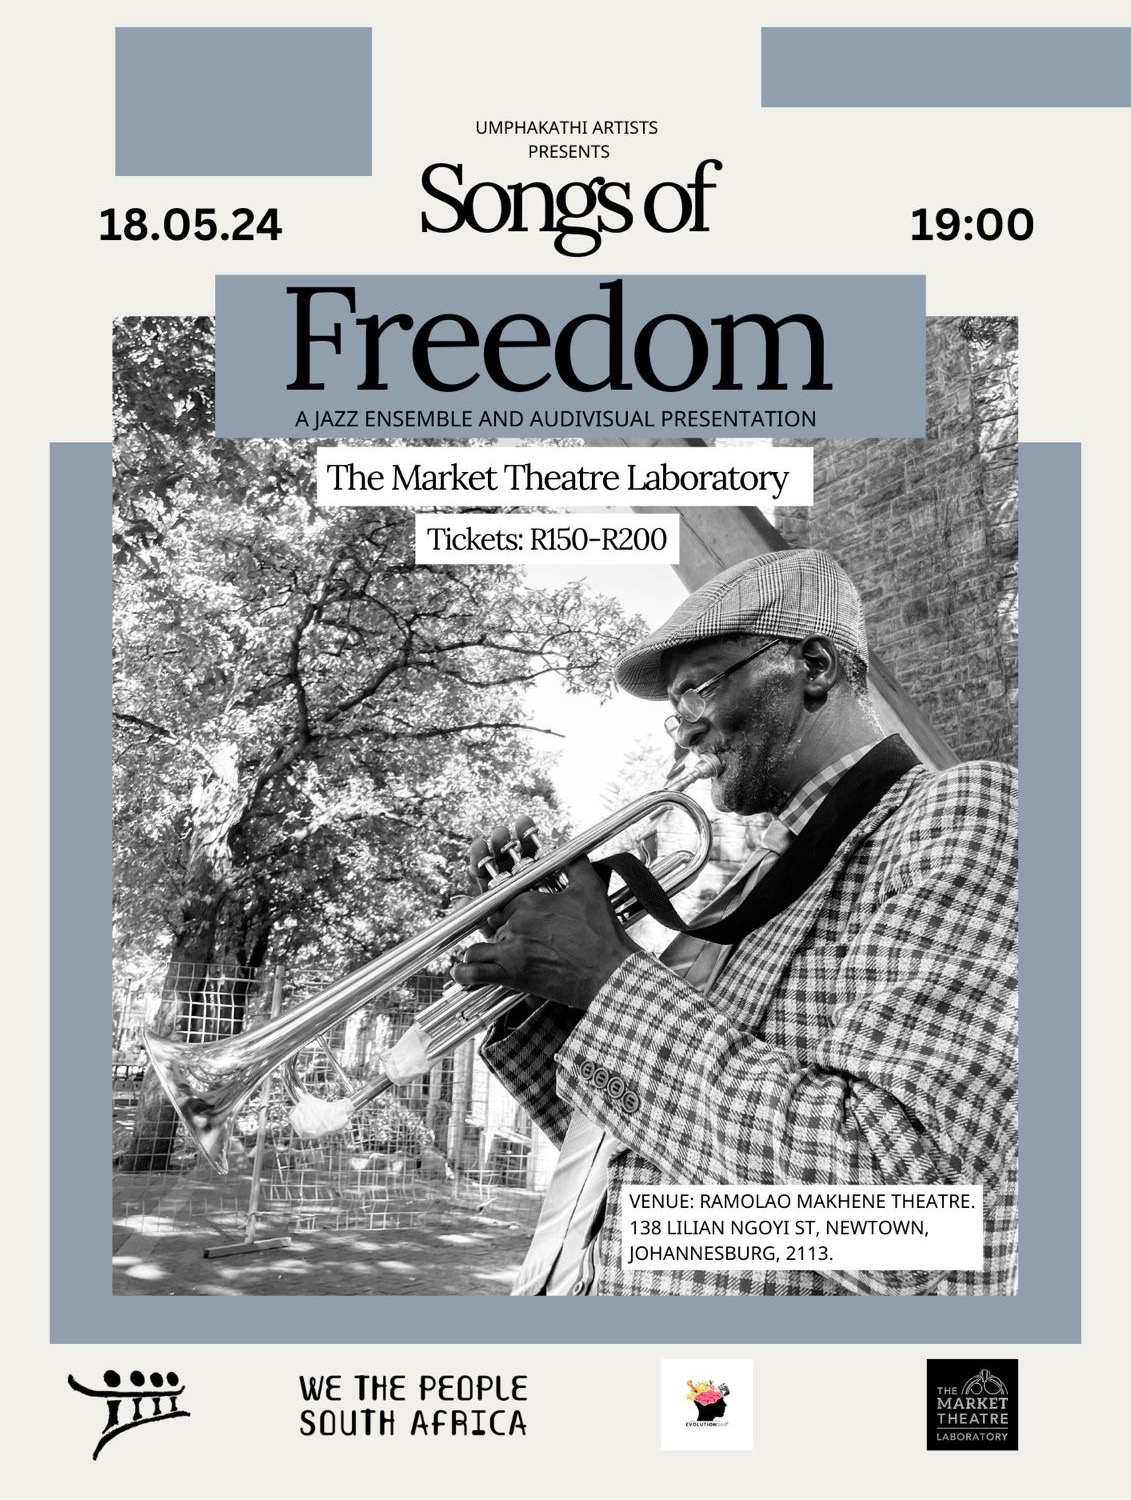 UMPHAKATHI ARTISTS
PRESENTS
Songs of
18.05.24
19:00
Freedom
A JAZZ ENSEMBLE AND AUDIVISUAL PRESENTATION
The Market Theatre Laboratory
Tickets: R150-R200
VENUE: RAMOLAO MAKHENE THEATRE.
138 LILIAN NGOYI ST, NEWTOWN,
JOHANNESBURG, 2113.
WE THE PEOPLE
SOUTH AFRICA
THE
MARKET
THEATRE
LABORATORY